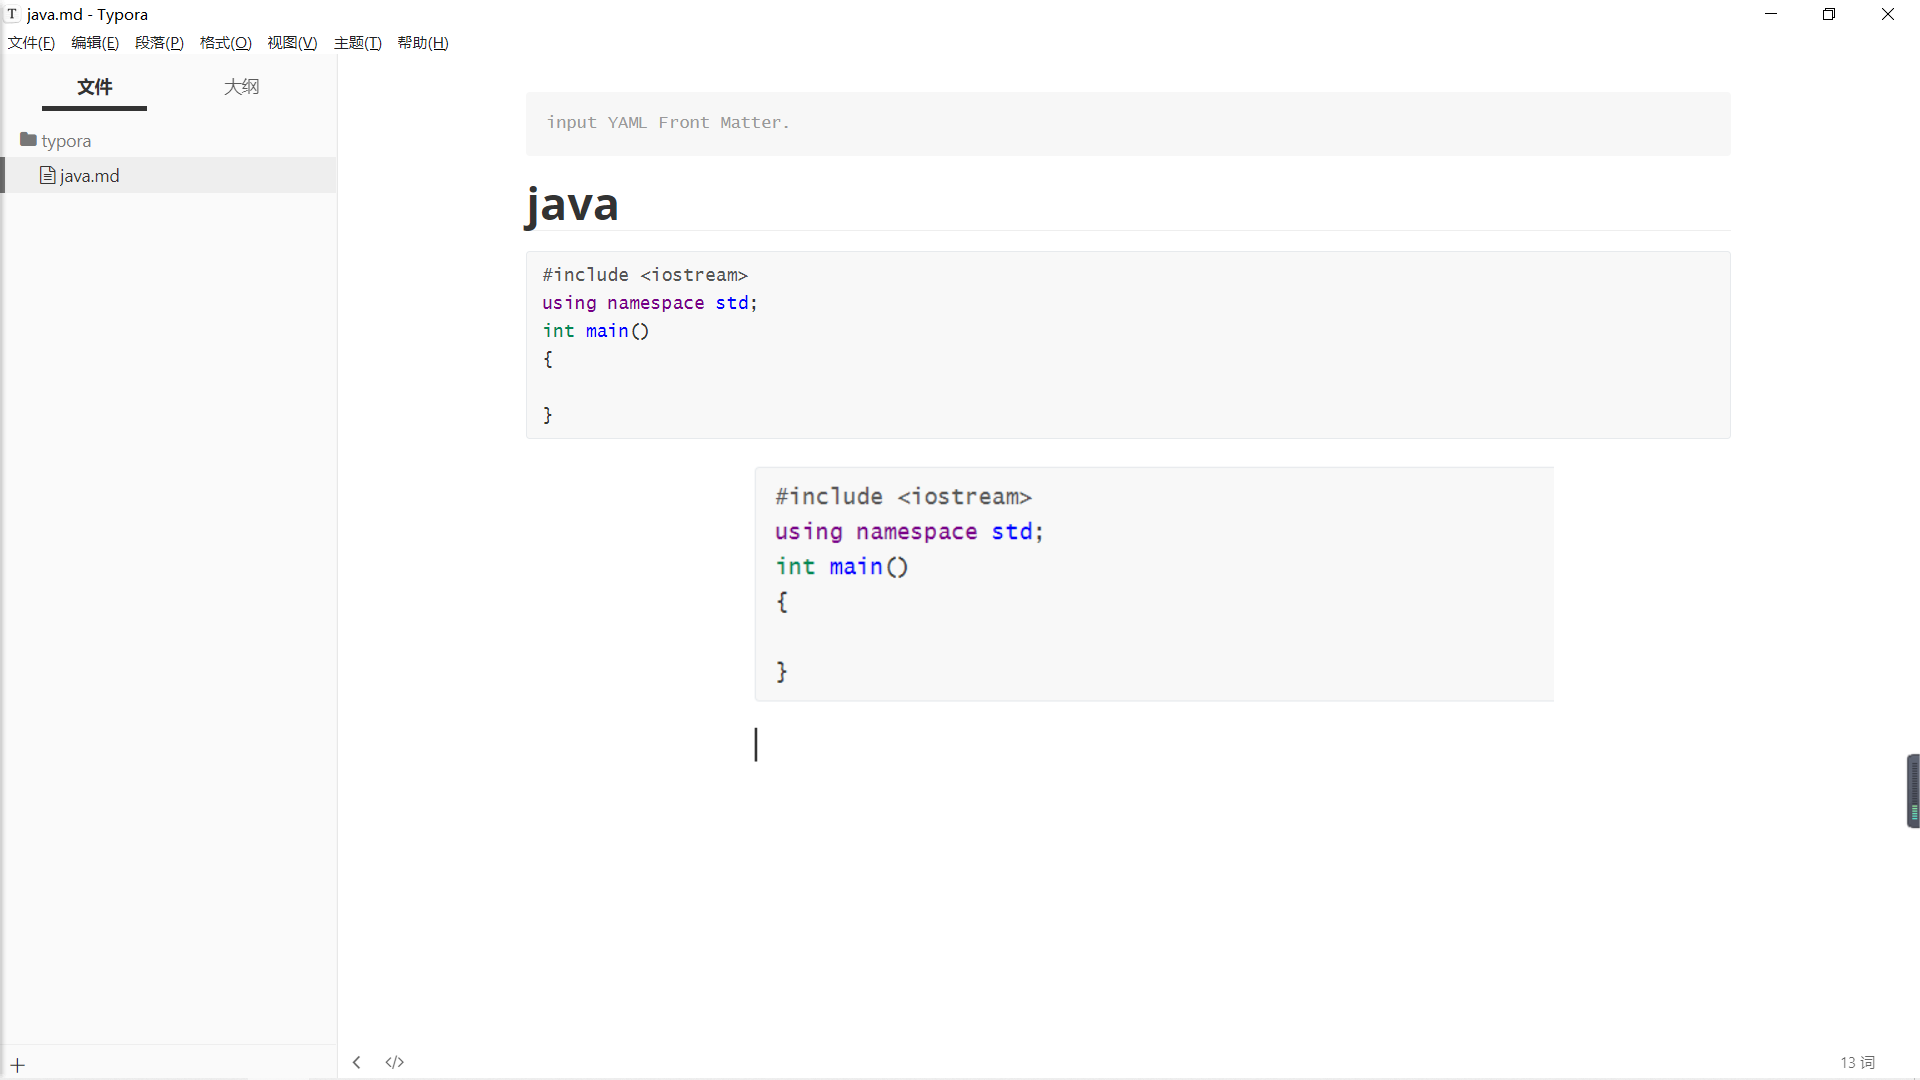 T java.md - Typora
文件(F) 编辑(E) 段落(P) 格式(O) 视图(V) 主题(T) 帮助(H)
文件 大纲
typora
java.md
input YAML Front Matter.
java
#include <iostream>
using namespace std;
int main()
{
}
#include <iostream>
using namespace std;
int main()
{
}
13 词